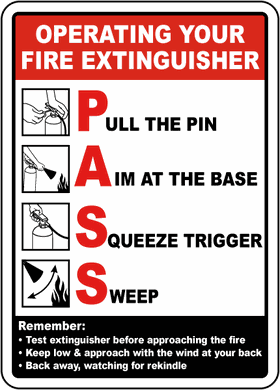 OPERATING YOUR
FIRE EXTINGUISHER
PULL THE PIN
AIM AT THE BASE
SQUEEZE TRIGGER
SWEEP
Remember:
• Test extinguisher before approaching the fire
• Keep low & approach with the wind at your back
• Back away, watching for rekindle